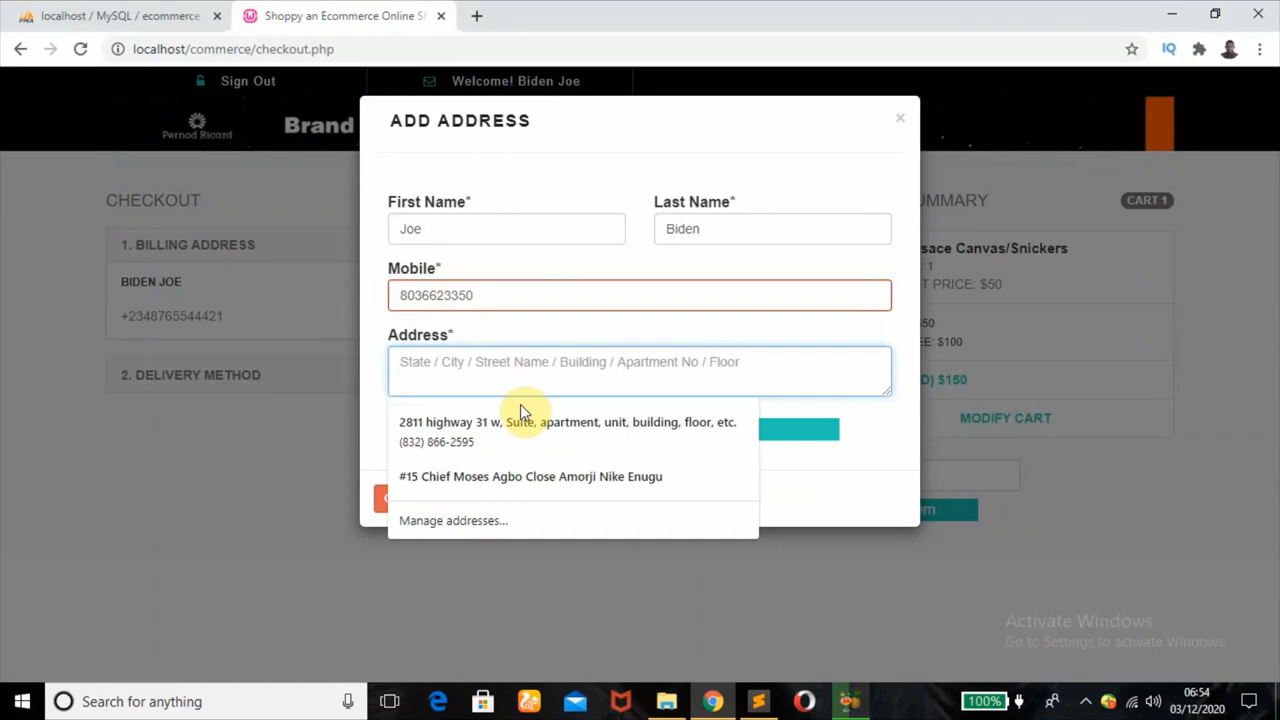 localhost / MySQL / ecommerce
Shoppy an Ecommerce Online S
localhost/commerce/checkout.php
IQ
Sign Out
Welcome! Biden Joe
Pernod Ricard
Brand
ADD ADDRESS
×
CHECKOUT
1. BILLING ADDRESS
BIDEN JOE
+2348765544421
2. DELIVERY METHOD
First Name*
Last Name*
Joe
Biden
Mobile*
8036623350
Address*
State / City / Street Name / Building / Apartment No / Floor
2811 highway 31 w, Suite, apartment, unit, building, floor, etc.
(832) 866-2595
#15 Chief Moses Agbo Close Amorji Nike Enugu
Manage addresses...
UMMARY
CART 1
sace Canvas/Snickers
: 1
T PRICE: $50
50
EE: $100
D) $150
MODIFY CART
em
Activate Windows
Go to Settings to activate Windows.
Search for anything
100%
06:54
03/12/2020